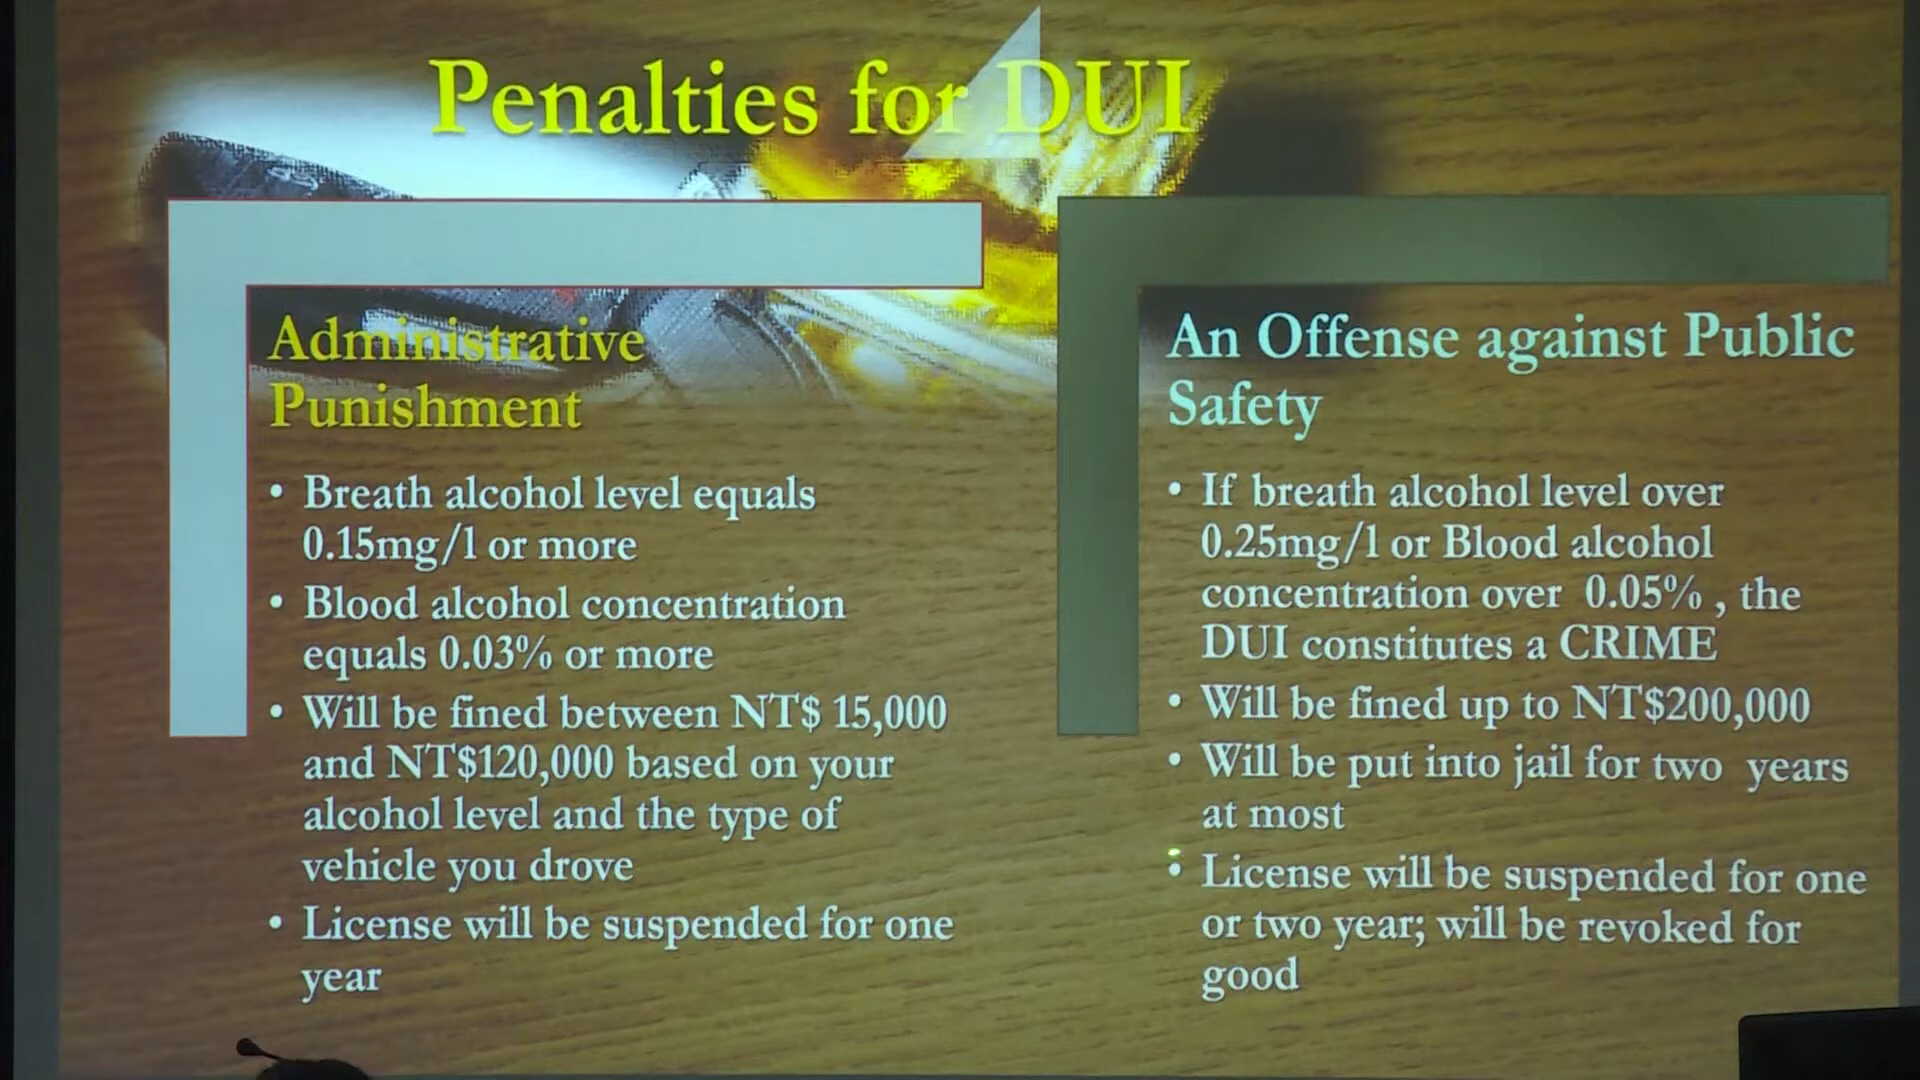 Penalties for DUI
Administrative
Punishment
• Breath alcohol level equals
0.15mg/l or more
• Blood alcohol concentration
equals 0.03% or more
• Will be fined between NT$ 15,000
and NT$120,000 based on your
alcohol level and the type of
vehicle you drove
• License will be suspended for one
year
An Offense against Public
Safety
• If breath alcohol level over
0.25mg/l or Blood alcohol
concentration over 0.05% , the
DUI constitutes a CRIME
• Will be fined up to NT$200,000
• Will be put into jail for two years
at most
• License will be suspended for one
or two year; will be revoked for
good